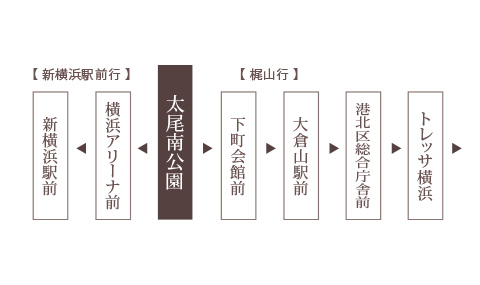 【 新横浜駅前行 】
【 梶山行 】
新横浜駅前
横浜アリーナ前
太尾南公園
下町会館前
大倉山駅前
港北区総合庁舎前
トレッサ横浜